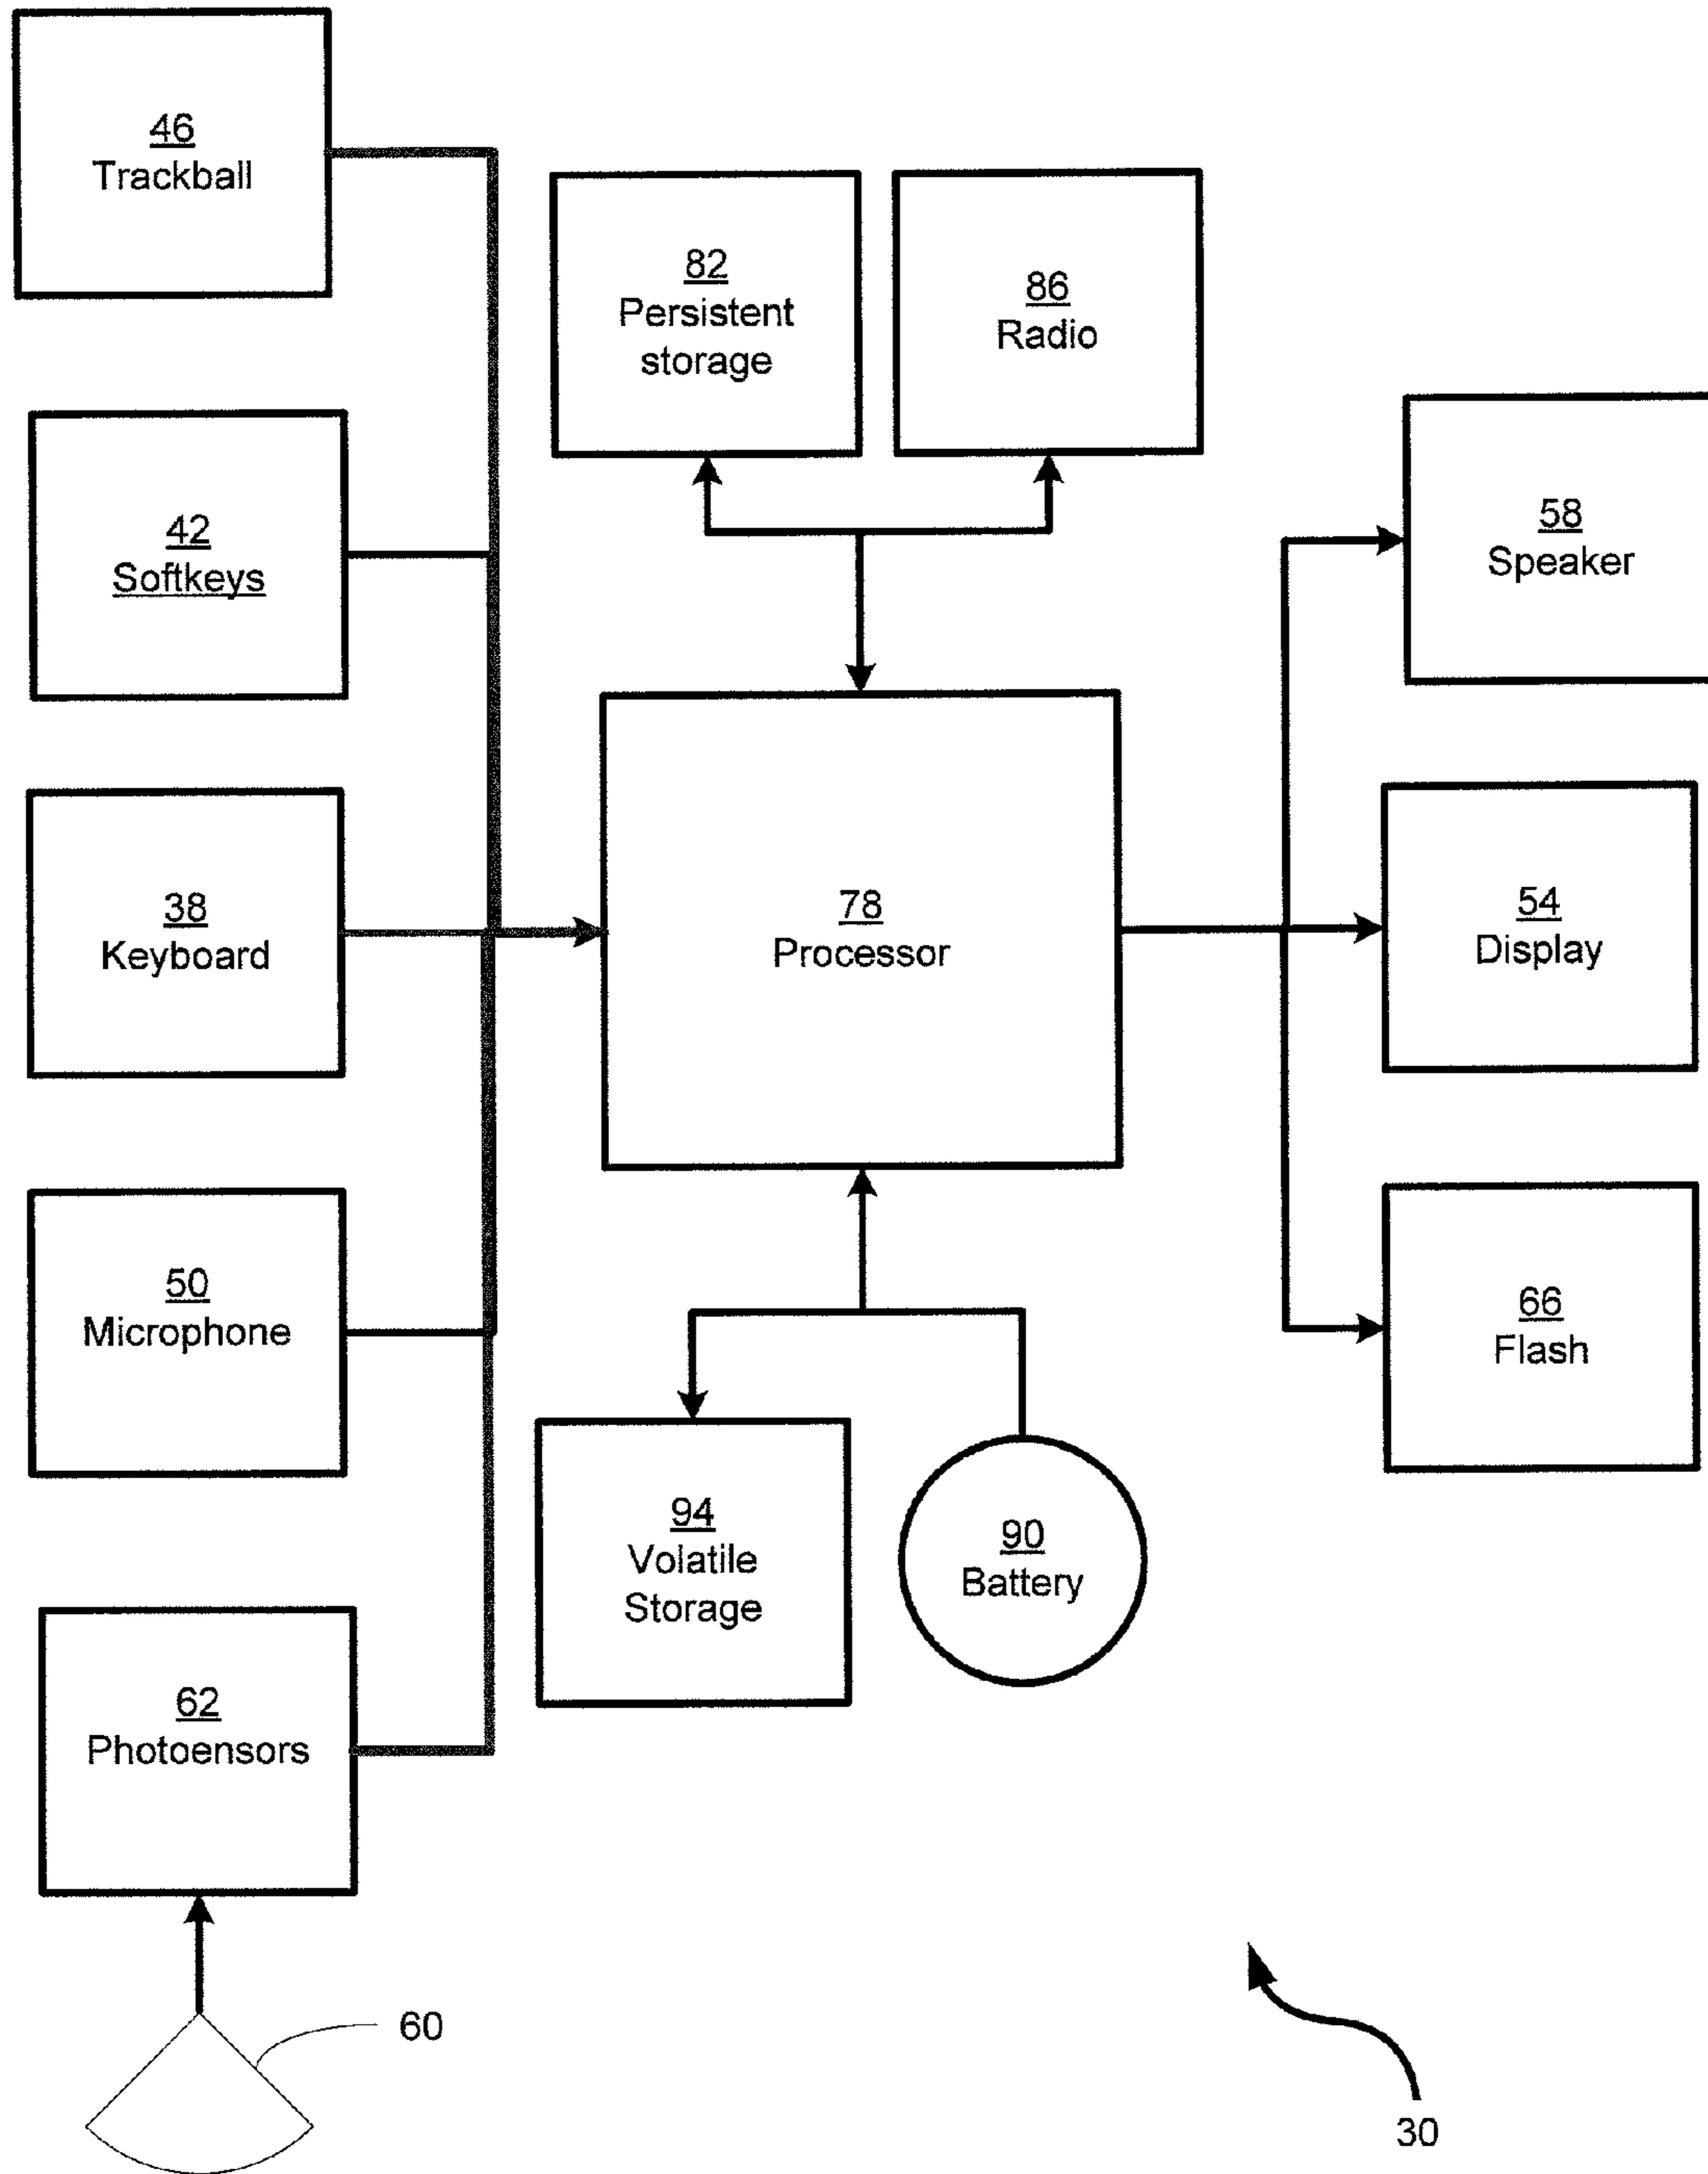 46
Trackball
82
Persistent
storage
86
Radio
42
Softkeys
58
Speaker
38
Keyboard
78
Processor
54
Display
50
Microphone
66
Flash
94
Volatile
Storage
90
Battery
62
Photoensors
60
30